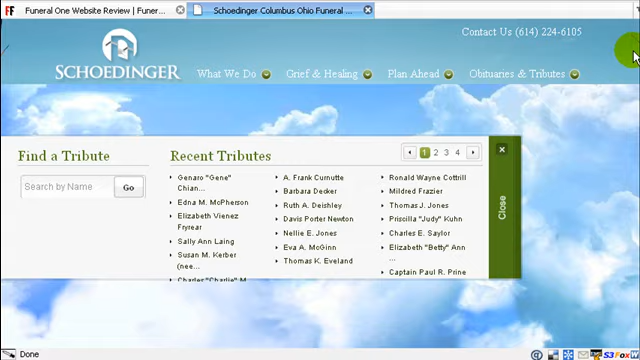 Funeral One Website Review | Funer...
Schoedinger Columbus Ohio Funeral ...
Contact Us (614) 224-6105
SCHOEDINGER
What We Do
Grief & Healing
Plan Ahead
Obituaries & Tributes
Find a Tribute
Search by Name
Go
Recent Tributes
1 2 3 4
Genaro "Gene"
Chian...
Edna M. McPherson
Elizabeth Vienez
Fryrear
Sally Ann Laing
Susan M. Kerber
(nee...
Charles "Charlie" M
A. Frank Curnutte
Barbara Decker
Ruth A. Deishley
Davis Porter Newton
Nellie E. Jones
Eva A. McGinn
Thomas K. Eveland
Ronald Wayne Cottrill
Mildred Frazier
Thomas J. Jones
Priscilla "Judy" Kuhn
Charles E. Saylor
Elizabeth "Betty" Ann
...
Captain Paul R. Prine
Close
Done